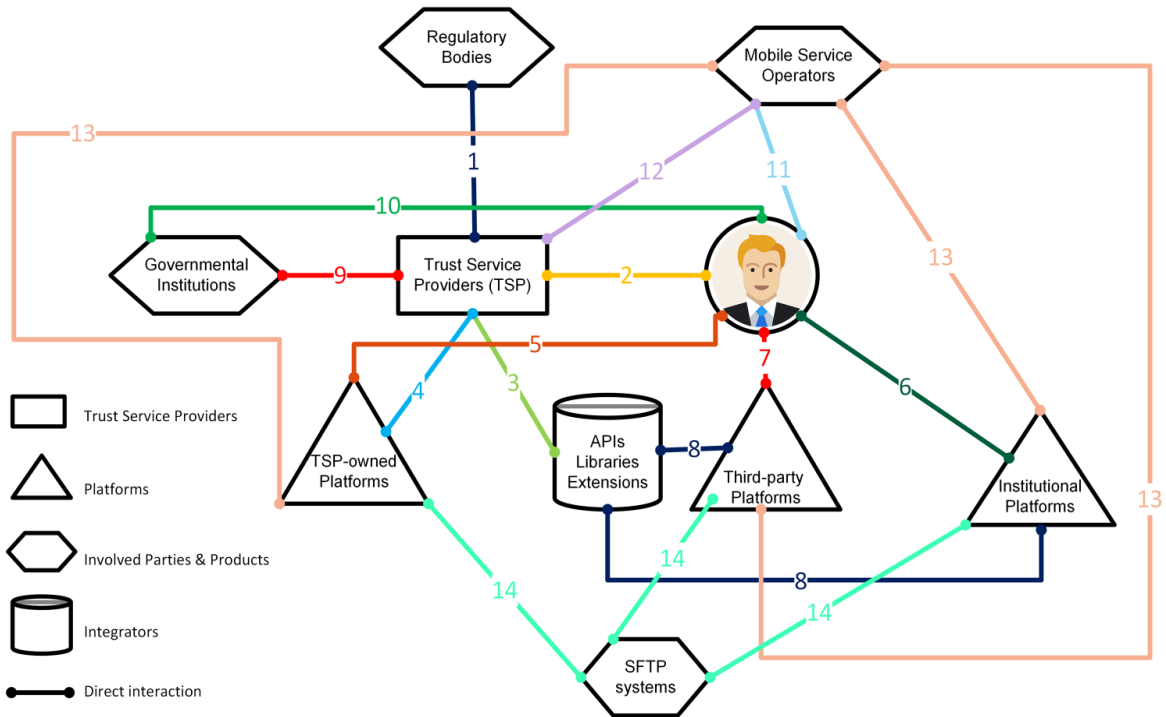 Regulatory
Bodies
Mobile Service
Operators
13
1
12
11
10
Governmental
Institutions
9
Trust Service
Providers (TSP)
2
13
5
7
3
4
6
Trust Service Providers
APIs
Libraries
Extensions
8
TSP-owned
Platforms
Third-party
Platforms
Institutional
Platforms
Platforms
13
14
14
8
14
Involved Parties & Products
Integrators
SFTP
systems
Direct interaction